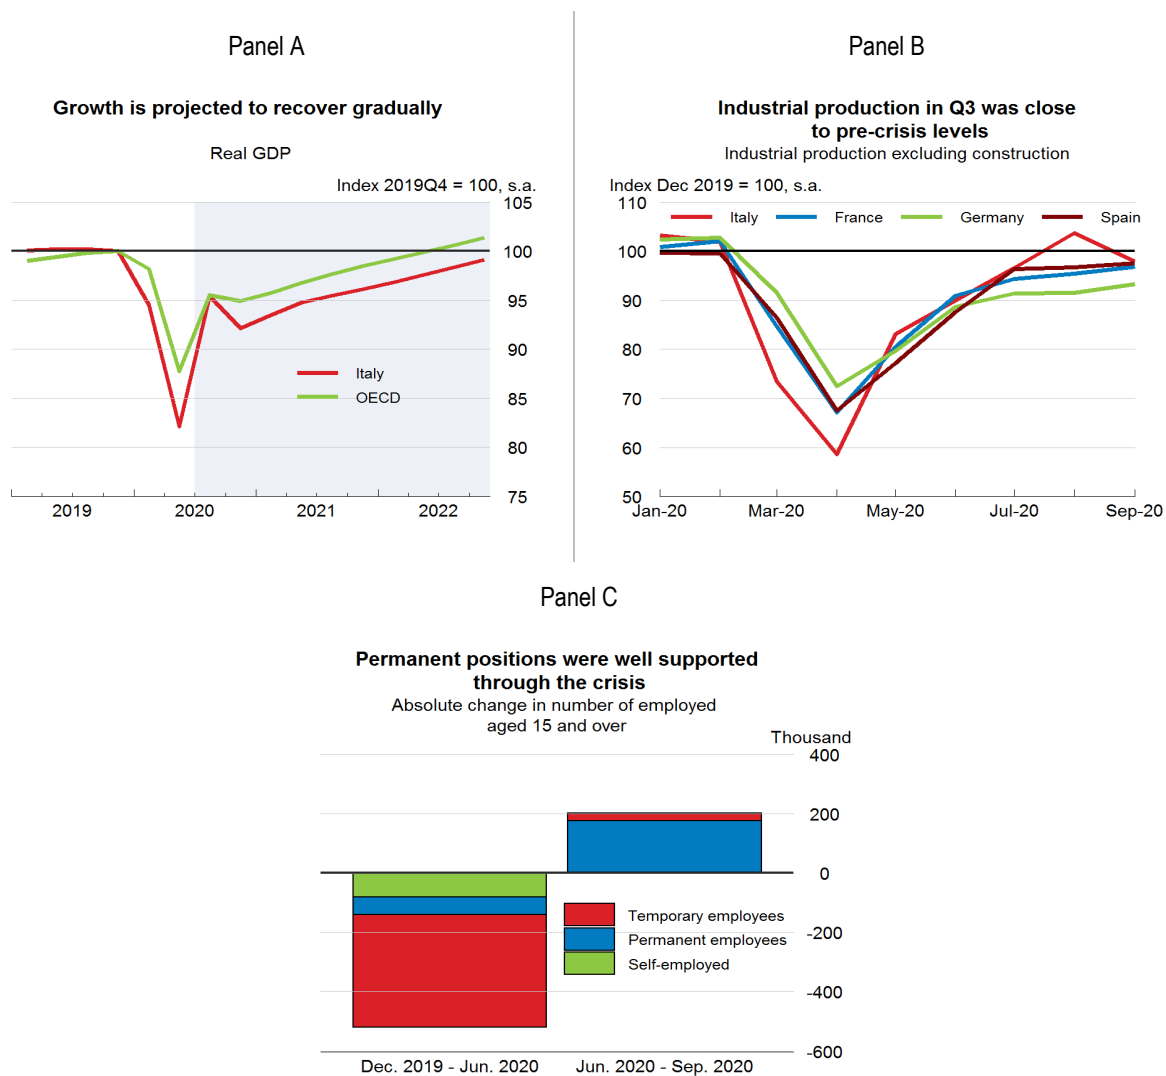 Panel A
Growth is projected to recover gradually
Real GDP
Index 2019Q4 = 100, s.a.
105
100
95
90
85
80
75
Italy
OECD
2019
2020
2021
2022
Panel B
Industrial production in Q3 was close
to pre-crisis levels
Industrial production excluding construction
Index Dec 2019 = 100, s.a.
110
100
90
80
70
60
50
Italy
France
Germany
Spain
Jan-20
Mar-20
May-20
Jul-20
Sep-20
Panel C
Permanent positions were well supported
through the crisis
Absolute change in number of employed
aged 15 and over
Thousand
400
200
0
-200
-400
-600
Temporary employees
Permanent employees
Self-employed
Dec. 2019 - Jun. 2020
Jun. 2020 - Sep. 2020